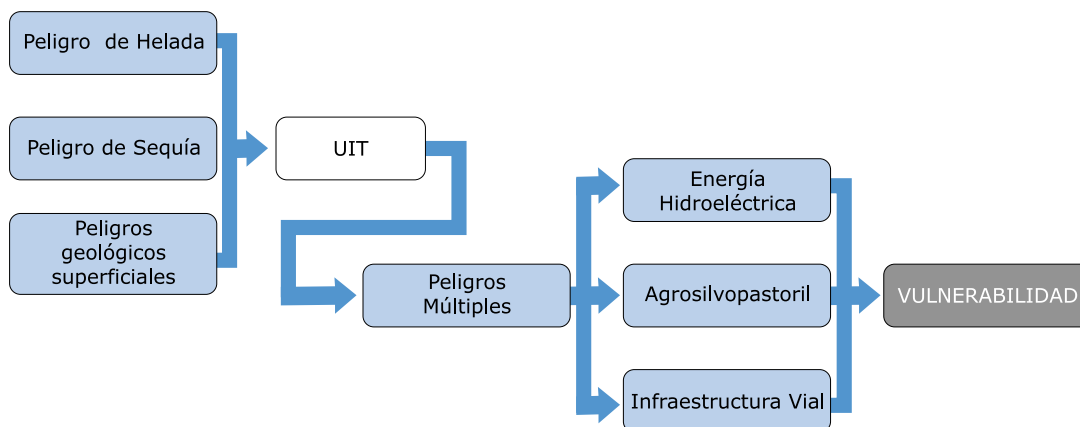 Peligro de Helada
Peligro de Sequía
Peligros
geológicos
superficiales
UIT
Peligros
Múltiples
Energía
Hidroeléctrica
Agrosilvopastoril
Infraestructura Vial
VULNERABILIDAD